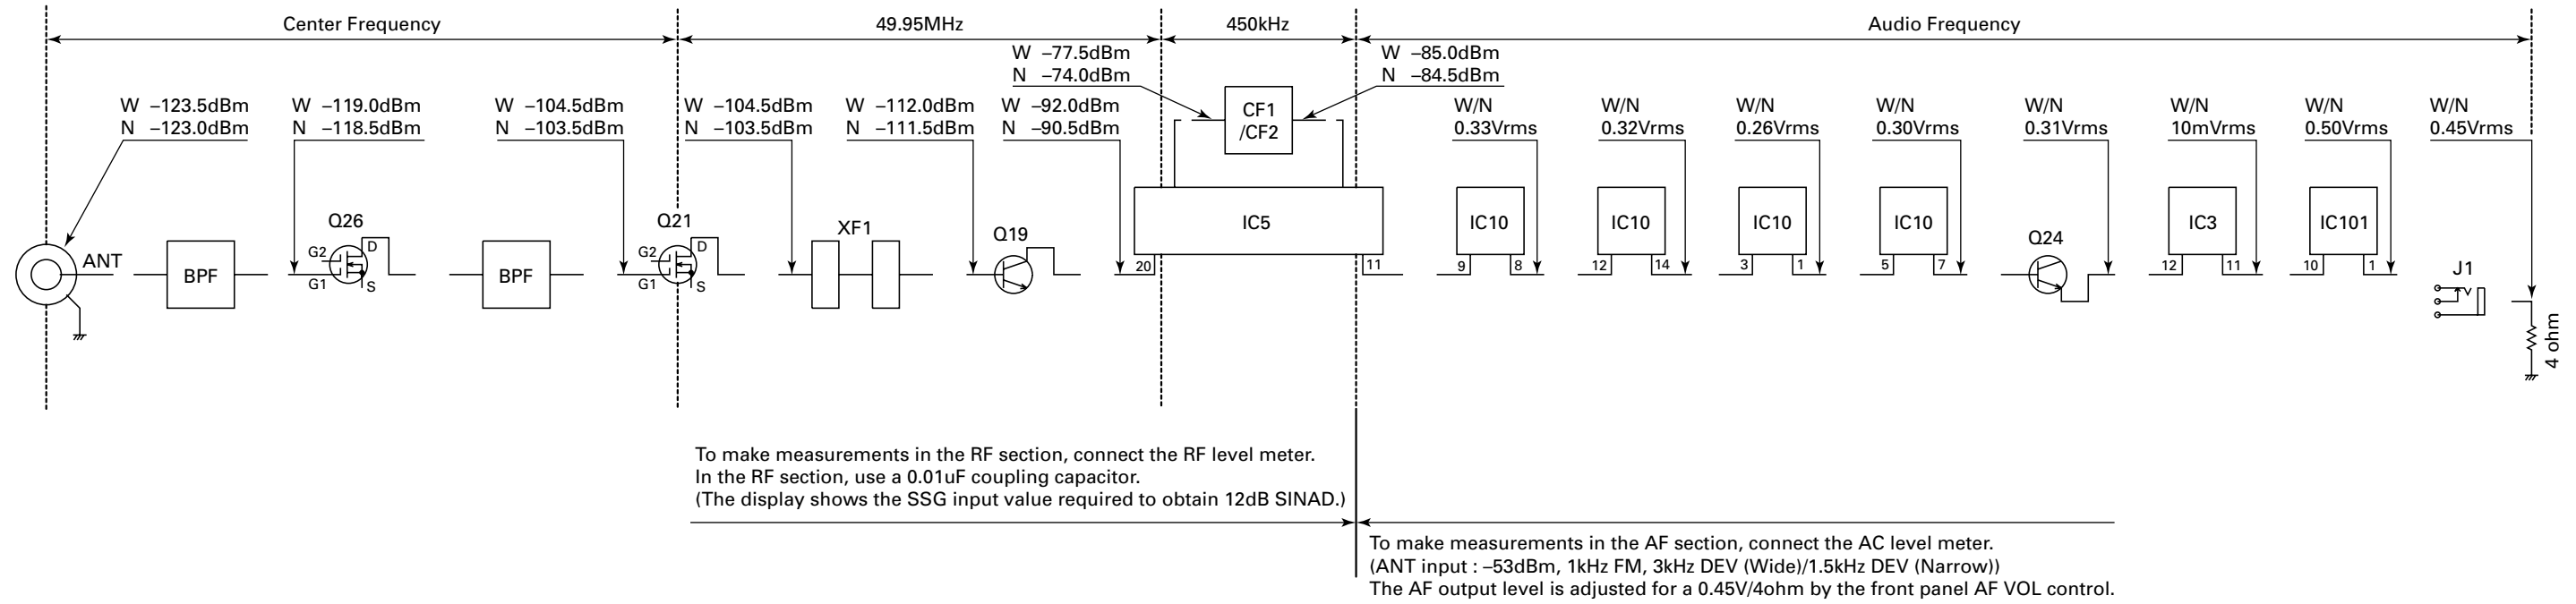 Center Frequency
49.95MHz
450kHz
Audio Frequency
W –77.5dBm
N –74.0dBm
W –85.0dBm
N –84.5dBm
W –123.5dBm
N –123.0dBm
W –119.0dBm
N –118.5dBm
W –104.5dBm
N –103.5dBm
W –104.5dBm
N –103.5dBm
W –112.0dBm
N –111.5dBm
W –92.0dBm
N –90.5dBm
CF1
/CF2
W/N
0.33Vrms
W/N
0.32Vrms
W/N
0.26Vrms
W/N
0.30Vrms
W/N
0.31Vrms
W/N
10mVrms
W/N
0.50Vrms
W/N
0.45Vrms
ANT
BPF
Q26
G2
D
G1
S
BPF
Q21
G2
D
G1
S
XF1
Q19
IC5
20
11
IC10
9
8
IC10
12
14
IC10
3
1
IC10
5
7
Q24
IC3
12
11
IC101
10
1
J1
4 ohm
To make measurements in the RF section, connect the RF level meter.
In the RF section, use a 0.01uF coupling capacitor.
(The display shows the SSG input value required to obtain 12dB SINAD.)
To make measurements in the AF section, connect the AC level meter.
(ANT input : –53dBm, 1kHz FM, 3kHz DEV (Wide)/1.5kHz DEV (Narrow))
The AF output level is adjusted for a 0.45V/4ohm by the front panel AF VOL control.